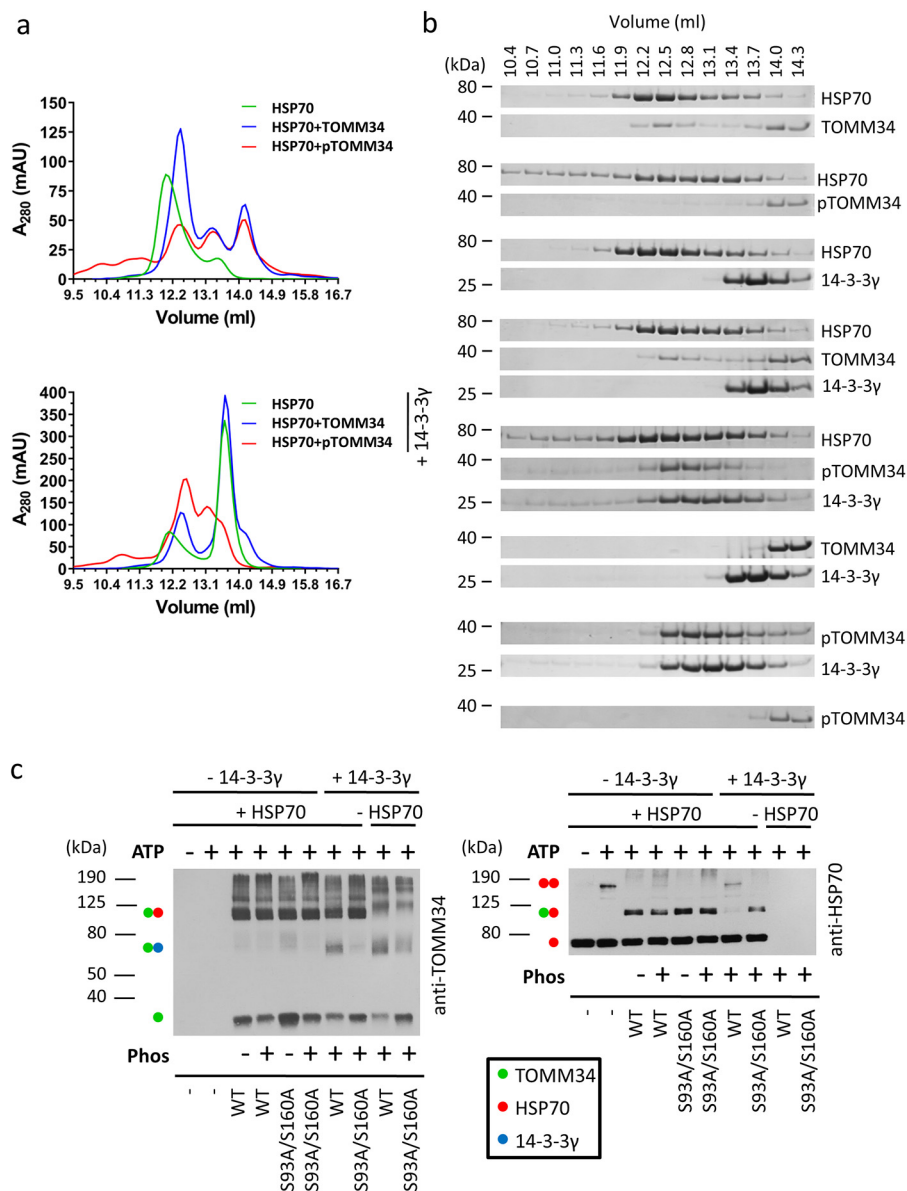 a
A280 (mAU)
150
125
100
75
50
25
0
HSP70
HSP70+TOMM34
HSP70+pTOMM34
9.5 10.4 11.3 12.2 13.1 14.0 14.9 15.8 16.7
Volume (ml)
A280 (mAU)
400
350
300
250
200
150
100
50
0
HSP70
HSP70+TOMM34
HSP70+pTOMM34
+ 14-3-3γ
9.5 10.4 11.3 12.2 13.1 14.0 14.9 15.8 16.7
Volume (ml)
b
Volume (ml)
(kDa)
10.4 10.7 11.0 11.3 11.6 11.9 12.2 12.5 12.8 13.1 13.4 13.7 14.0 14.3
80 HSP70
40 TOMM34
80 HSP70
40 pTOMM34
80 HSP70
25 14-3-3γ
80 HSP70
40 TOMM34
25 14-3-3γ
80 HSP70
40 pTOMM34
25 14-3-3γ
40 TOMM34
25 14-3-3γ
40 pTOMM34
25 14-3-3γ
40 pTOMM34
c
- 14-3-3γ + 14-3-3γ
+ HSP70 - HSP70
(kDa)
ATP - + + + + + + + + +
190
125
80
50
40
anti-TOMM34
Phos - + - + + + + +
- - WT WT S93A/S160A S93A/S160A WT S93A/S160A WT S93A/S160A
- 14-3-3γ + 14-3-3γ
+ HSP70 - HSP70
(kDa)
ATP - + + + + + + + + +
190
125
80
anti-HSP70
Phos - + - + + + + +
- - WT WT S93A/S160A S93A/S160A WT S93A/S160A WT S93A/S160A
TOMM34
HSP70
14-3-3γ